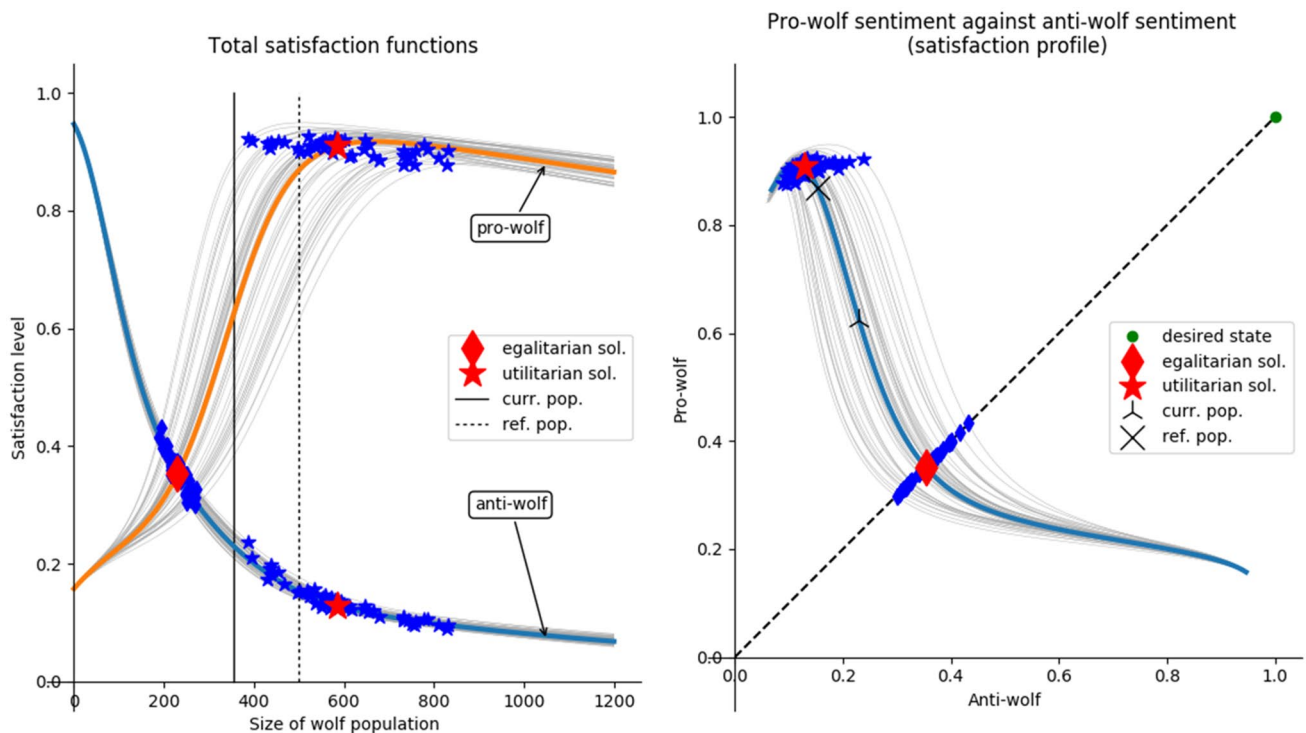 Total satisfaction functions
1.0
0.8
0.6
0.4
0.2
0.0
Satisfaction level
pro-wolf
egalitarian sol.
utilitarian sol.
curr. pop.
ref. pop.
anti-wolf
0
200
400
600
800
1000
1200
Size of wolf population
Pro-wolf sentiment against anti-wolf sentiment
(satisfaction profile)
1.0
0.8
0.6
0.4
0.2
0.0
Pro-wolf
desired state
egalitarian sol.
utilitarian sol.
curr. pop.
ref. pop.
0.0
0.2
0.4
0.6
0.8
1.0
Anti-wolf